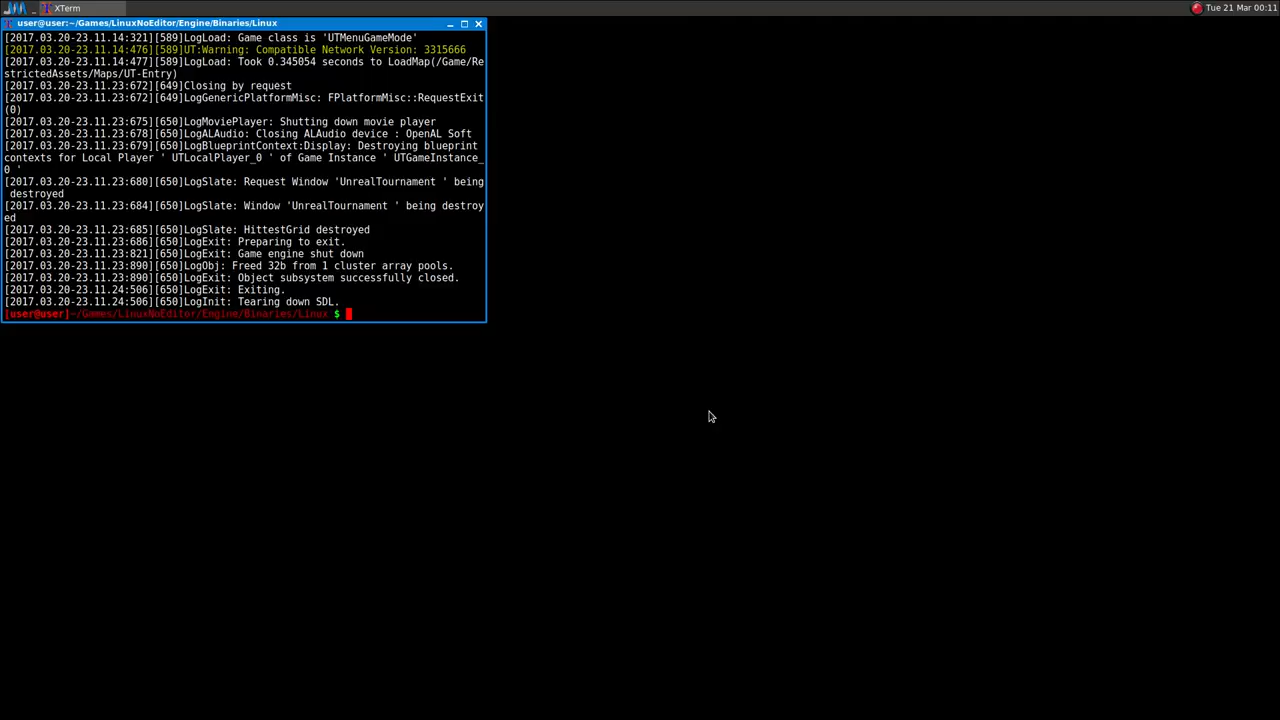 XTerm
Tue 21 Mar 00:11
user@user:~/Games/LinuxNoEditor/Engine/Binaries/Linux
[2017.03.20-23.11.14:321][589]LogLoad: Game class is 'UTMenuGameMode'
[2017.03.20-23.11.14:476][589]UT:Warning: Compatible Network Version: 3315666
[2017.03.20-23.11.14:477][589]LogLoad: Took 0.345054 seconds to LoadMap(/Game/Re
strictedAssets/Maps/UT-Entry)
[2017.03.20-23.11.23:672][649]Closing by request
[2017.03.20-23.11.23:672][649]LogGenericPlatformMisc: FPlatformMisc::RequestExit
(0)
[2017.03.20-23.11.23:675][650]LogMoviePlayer: Shutting down movie player
[2017.03.20-23.11.23:678][650]LogALAudio: Closing ALAudio device : OpenAL Soft
[2017.03.20-23.11.23:679][650]LogBlueprintContext:Display: Destroying blueprint
contexts for Local Player ' UTLocalPlayer_0 ' of Game Instance ' UTGameInstance_
0 '
[2017.03.20-23.11.23:680][650]LogSlate: Request Window 'UnrealTournament ' being
 destroyed
[2017.03.20-23.11.23:684][650]LogSlate: Window 'UnrealTournament ' being destroy
ed
[2017.03.20-23.11.23:685][650]LogSlate: HittestGrid destroyed
[2017.03.20-23.11.23:686][650]LogExit: Preparing to exit.
[2017.03.20-23.11.23:821][650]LogExit: Game engine shut down
[2017.03.20-23.11.23:890][650]LogObj: Freed 32b from 1 cluster array pools.
[2017.03.20-23.11.23:890][650]LogExit: Object subsystem successfully closed.
[2017.03.20-23.11.24:506][650]LogExit: Exiting.
[2017.03.20-23.11.24:506][650]LogInit: Tearing down SDL.
[user@user]~/Games/LinuxNoEditor/Engine/Binaries/Linux $